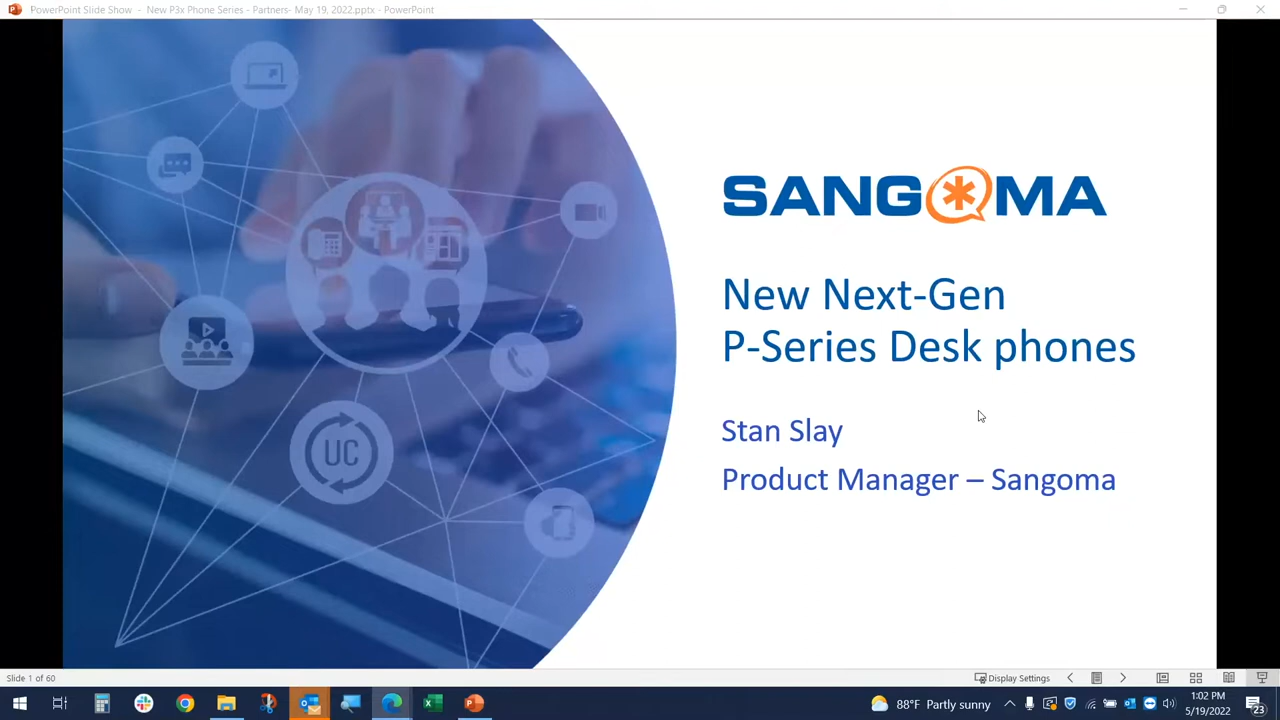 PowerPoint Slide Show - New P3x Phone Series - Partners- May 19, 2022.pptx - PowerPoint
SANGOMA
New Next-Gen
P-Series Desk phones
Stan Slay
Product Manager – Sangoma
UC
Slide 1 of 60
Display Settings
88°F Partly sunny
1:02 PM
5/19/2022
23